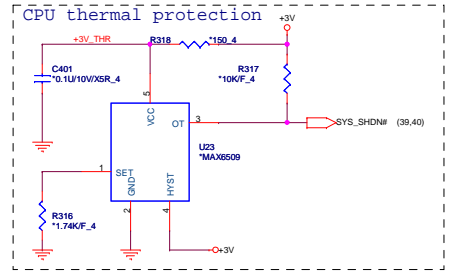 CPU thermal protection
+3V
+3V_THR
R318
*150_4
C401
*0.1U/10V/X5R_4
R317
*10K/F_4
5
VCC
OT
3
SYS_SHDN# (39,40)
U23
*MAX6509
1
SET
GND
HYST
2
4
R316
*1.74K/F_4
+3V